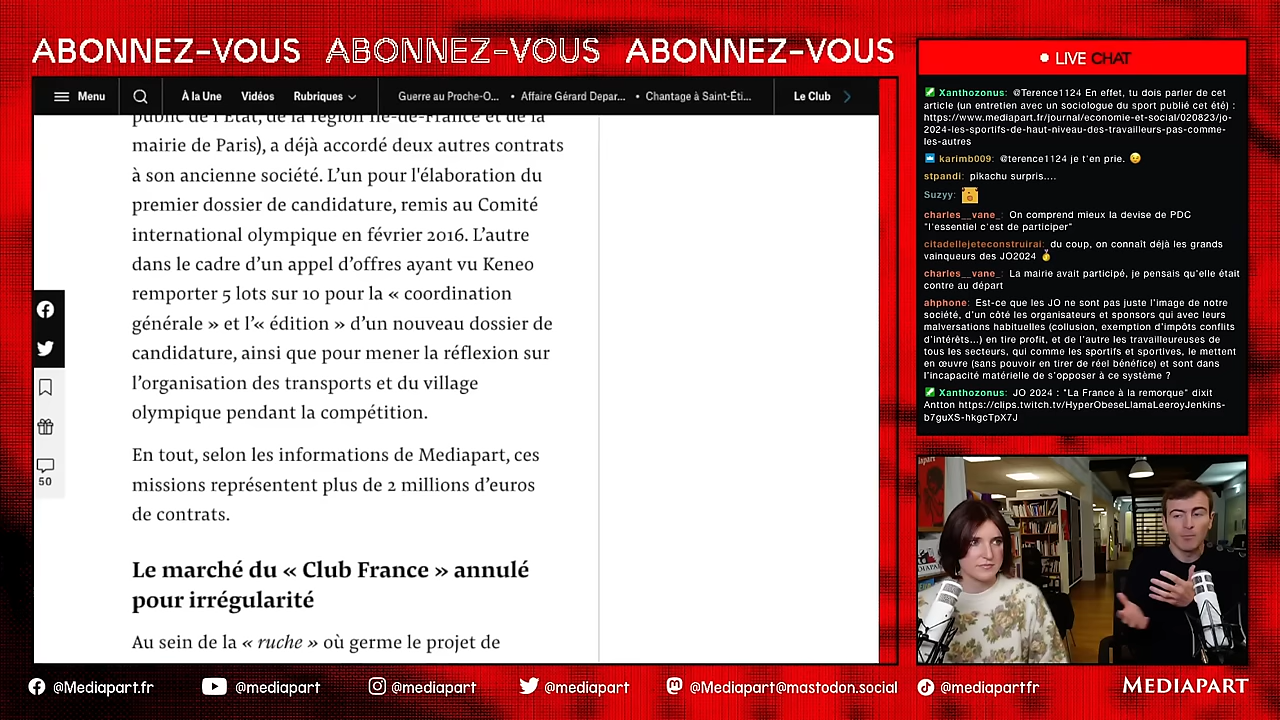 ABONNEZ-VOUS ABONNEZ-VOUS ABONNEZ-VOUS
Menu À la Une Vidéos Rubriques Guerre au Proche-O... • Affaire Gérard Depar... • Chantage à Saint-Éti... Le Club
public de l'État, de la région Île-de-France et de la
mairie de Paris), a déjà accordé deux autres contrats
à son ancienne société. L'un pour l'élaboration du
premier dossier de candidature, remis au Comité
international olympique en février 2016. L'autre
dans le cadre d'un appel d'offres ayant vu Keneo
remporter 5 lots sur 10 pour la « coordination
générale » et l'« édition » d'un nouveau dossier de
candidature, ainsi que pour mener la réflexion sur
l'organisation des transports et du village
olympique pendant la compétition.
En tout, selon les informations de Mediapart, ces
missions représentent plus de 2 millions d'euros
de contrats.
Le marché du « Club France » annulé
pour irrégularité
Au sein de la « ruche » où germe le projet de
50
LIVE CHAT
Xanthozonus: @Terence1124 En effet, tu dois parler de cet
article (un entretien avec un sociologue du sport publié cet été) :
https://www.mediapart.fr/journal/economie-et-social/020823/jo-
2024-les-sportifs-de-haut-niveau-des-travailleurs-pas-comme-
les-autres
karimb009: @terence1124 je t'en prie. 😉
stpandi: pikachu surpris....
Suzyy:
charles__vane_: On comprend mieux la devise de PDC
"l'essentiel c'est de participer"
citadellejeteconstruirai: du coup, on connaît déjà les grands
vainqueurs des JO2024 🥇
charles__vane_: La mairie avait participé, je pensais qu'elle était
contre au départ
ahphone: Est-ce que les JO ne sont pas juste l'image de notre
société, d'un côté les organisateurs et sponsors qui avec leurs
malversations habituelles (collusion, exemption d'impôts conflits
d'intérêts...) en tire profit, et de l'autre les travailleureuses de
tous les secteurs, qui comme les sportifs et sportives, le mettent
en œuvre (sans pouvoir en tirer de réel bénéfice) et sont dans
l'incapacité matérielle de s'opposer à ce système ?
Xanthozonus: JO 2024 : "La France à la remorque" dixit
Antton https://clips.twitch.tv/HyperObeseLlamaLeeroyJenkins-
b7guXS-hkgcTpX7J
@Mediapart.fr @mediapart @mediapart @mediapart @Mediapart@mastodon.social @mediapartfr MEDIAPART